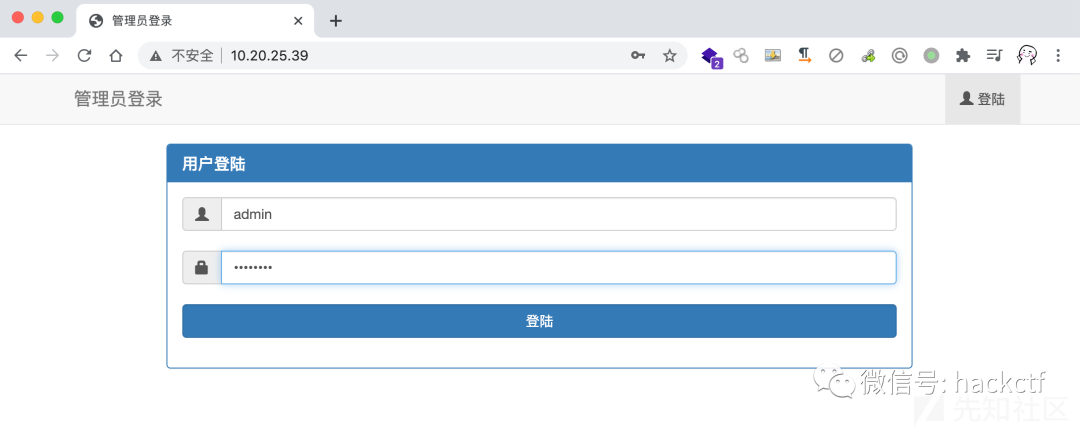 管理员登录
不安全 10.20.25.39
2
管理员登录
登陆
用户登陆
admin
••••••••
登陆
微信号: hackctf
先知社区